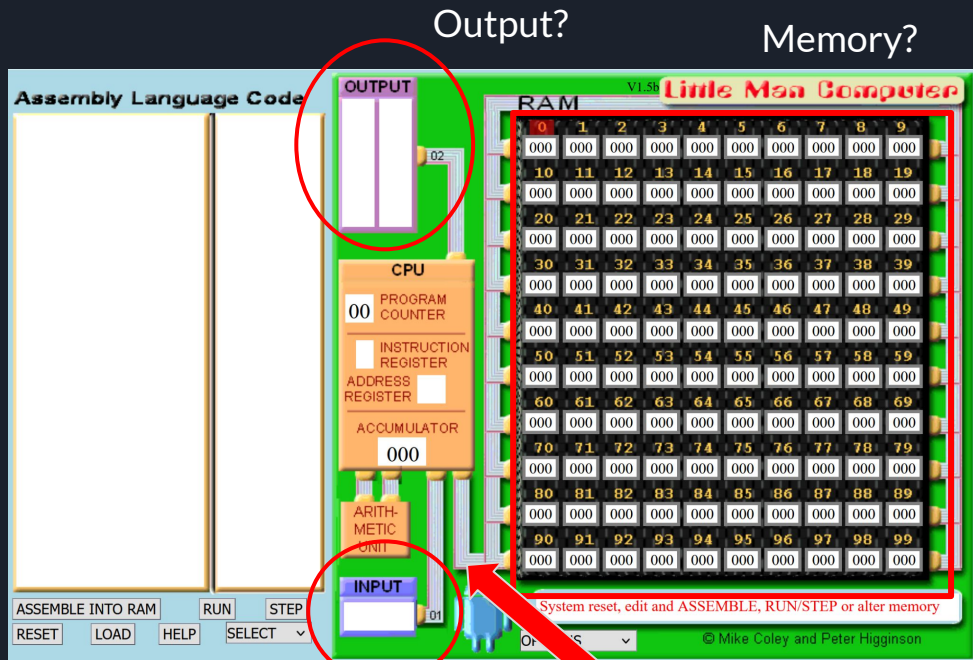 Output?
Memory?
Assembly Language Code
OUTPUT
V1.5b Little Man Computer
RAM
0 1 2 3 4 5 6 7 8 9
000 000 000 000 000 000 000 000 000 000
02
10 11 12 13 14 15 16 17 18 19
000 000 000 000 000 000 000 000 000 000
20 21 22 23 24 25 26 27 28 29
000 000 000 000 000 000 000 000 000 000
30 31 32 33 34 35 36 37 38 39
000 000 000 000 000 000 000 000 000 000
40 41 42 43 44 45 46 47 48 49
000 000 000 000 000 000 000 000 000 000
50 51 52 53 54 55 56 57 58 59
000 000 000 000 000 000 000 000 000 000
60 61 62 63 64 65 66 67 68 69
000 000 000 000 000 000 000 000 000 000
70 71 72 73 74 75 76 77 78 79
000 000 000 000 000 000 000 000 000 000
80 81 82 83 84 85 86 87 88 89
000 000 000 000 000 000 000 000 000 000
90 91 92 93 94 95 96 97 98 99
000 000 000 000 000 000 000 000 000 000
CPU
00 PROGRAM
COUNTER
INSTRUCTION
REGISTER
ADDRESS
REGISTER
ACCUMULATOR
000
ARITH-
METIC
UNIT
INPUT
01
ASSEMBLE INTO RAM RUN STEP
RESET LOAD HELP SELECT
System reset, edit and ASSEMBLE, RUN/STEP or alter memory
© Mike Coley and Peter Higginson